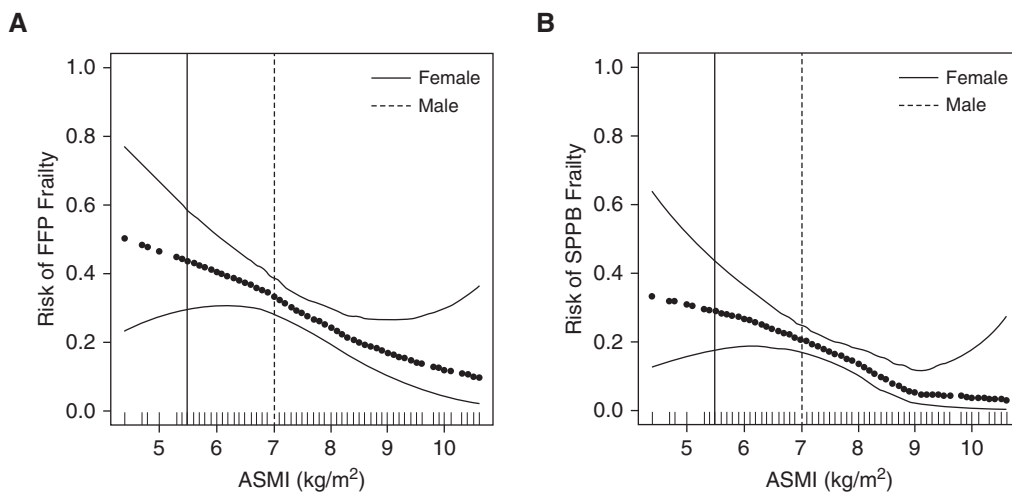 A
Risk of FFP Frailty
1.0
0.8
0.6
0.4
0.2
0.0
Female
Male
5 6 7 8 9 10
ASMI (kg/m²)
B
Risk of SPPB Frailty
1.0
0.8
0.6
0.4
0.2
0.0
Female
Male
5 6 7 8 9 10
ASMI (kg/m²)